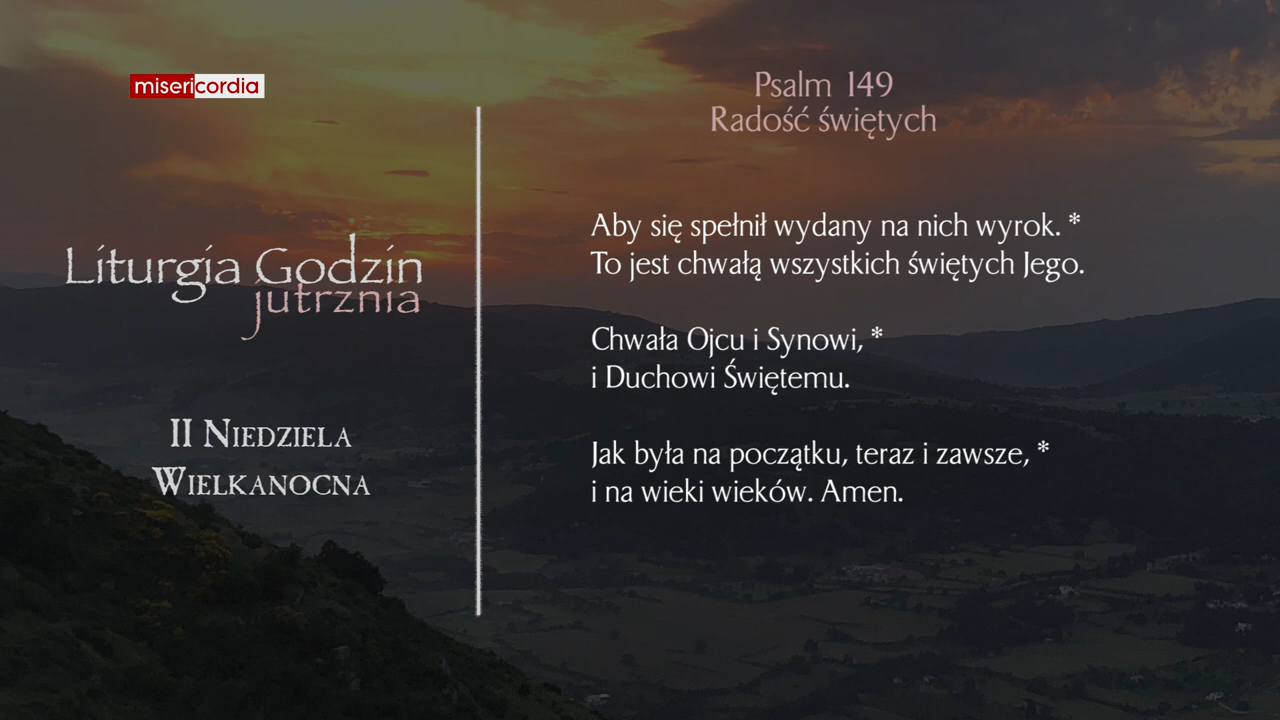 misericordia
Liturgia Godzin
jutrznia
II Niedziela
Wielkanocna
Psalm 149
Radość świętych
Aby się spełnił wydany na nich wyrok. *
To jest chwałą wszystkich świętych Jego.
Chwała Ojcu i Synowi, *
i Duchowi Świętemu.
Jak była na początku, teraz i zawsze, *
i na wieki wieków. Amen.